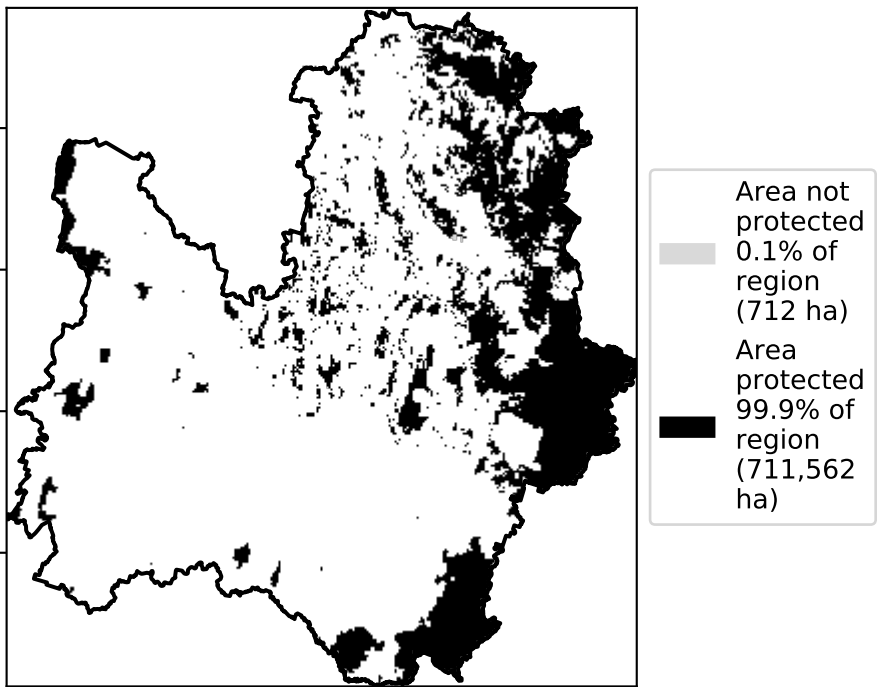 Area not
protected
0.1% of
region
(712 ha)
Area
protected
99.9% of
region
(711,562
ha)